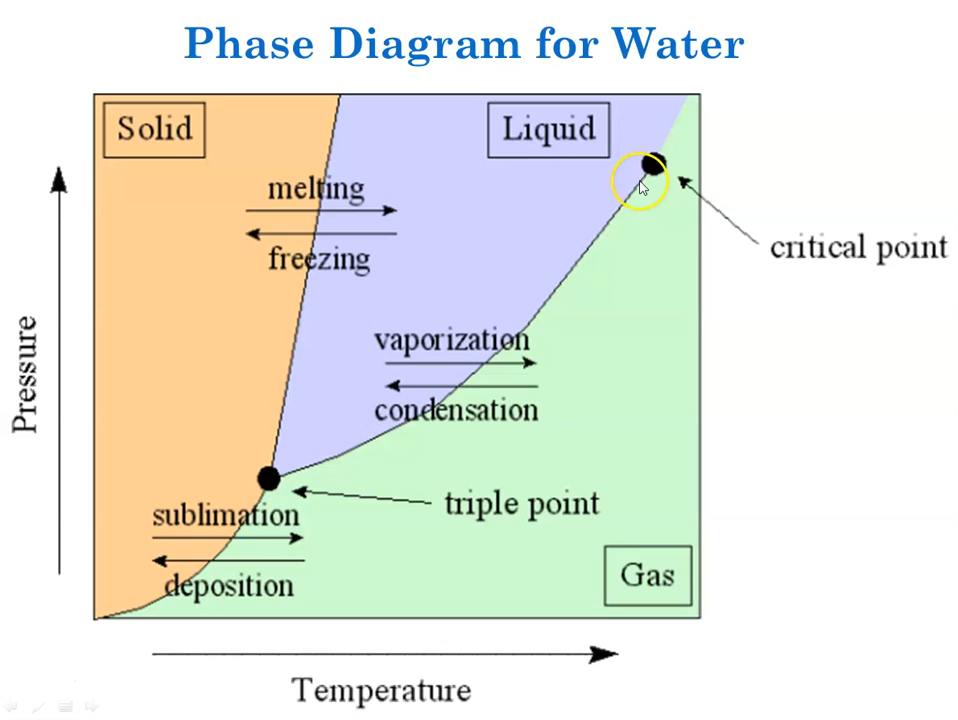 Phase Diagram for Water
Solid
Liquid
melting
freezing
critical point
vaporization
condensation
Pressure
triple point
sublimation
deposition
Gas
Temperature